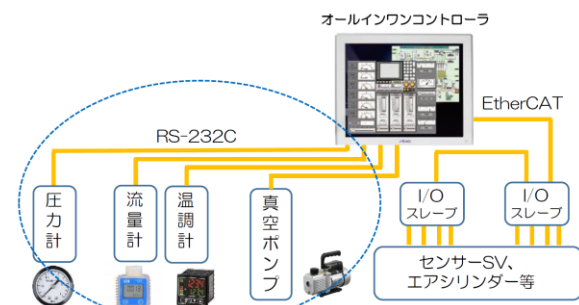 オールインワンコントローラ
EtherCAT
RS-232C
圧力計
流量計
温調計
真空ポンプ
I/O
スレーブ
I/O
スレーブ
センサーSV、
エアシリンダー等